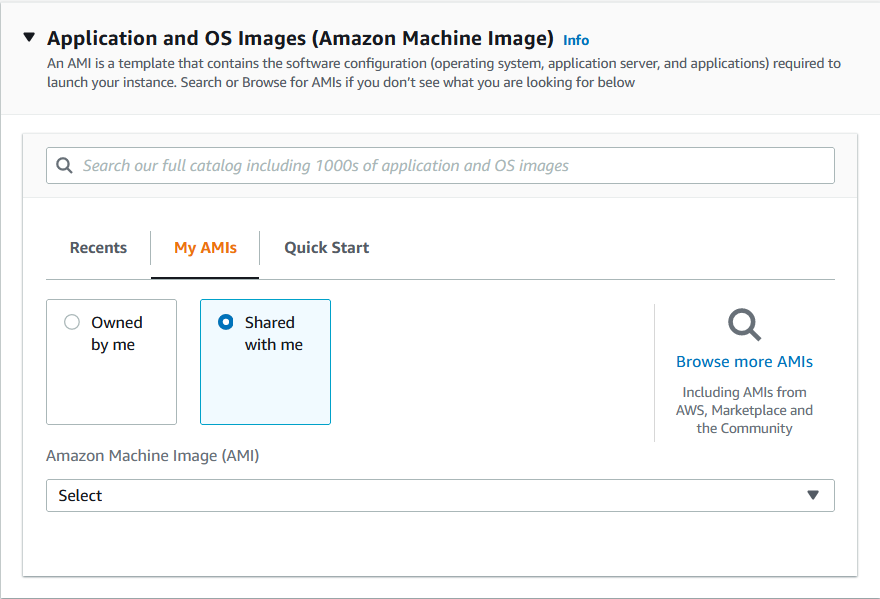 Application and OS Images (Amazon Machine Image) Info
An AMI is a template that contains the software configuration (operating system, application server, and applications) required to
launch your instance. Search or Browse for AMIs if you don’t see what you are looking for below
Search our full catalog including 1000s of application and OS images
Recents
My AMIs
Quick Start
Owned
by me
Shared
with me
Browse more AMIs
Including AMIs from
AWS, Marketplace and
the Community
Amazon Machine Image (AMI)
Select